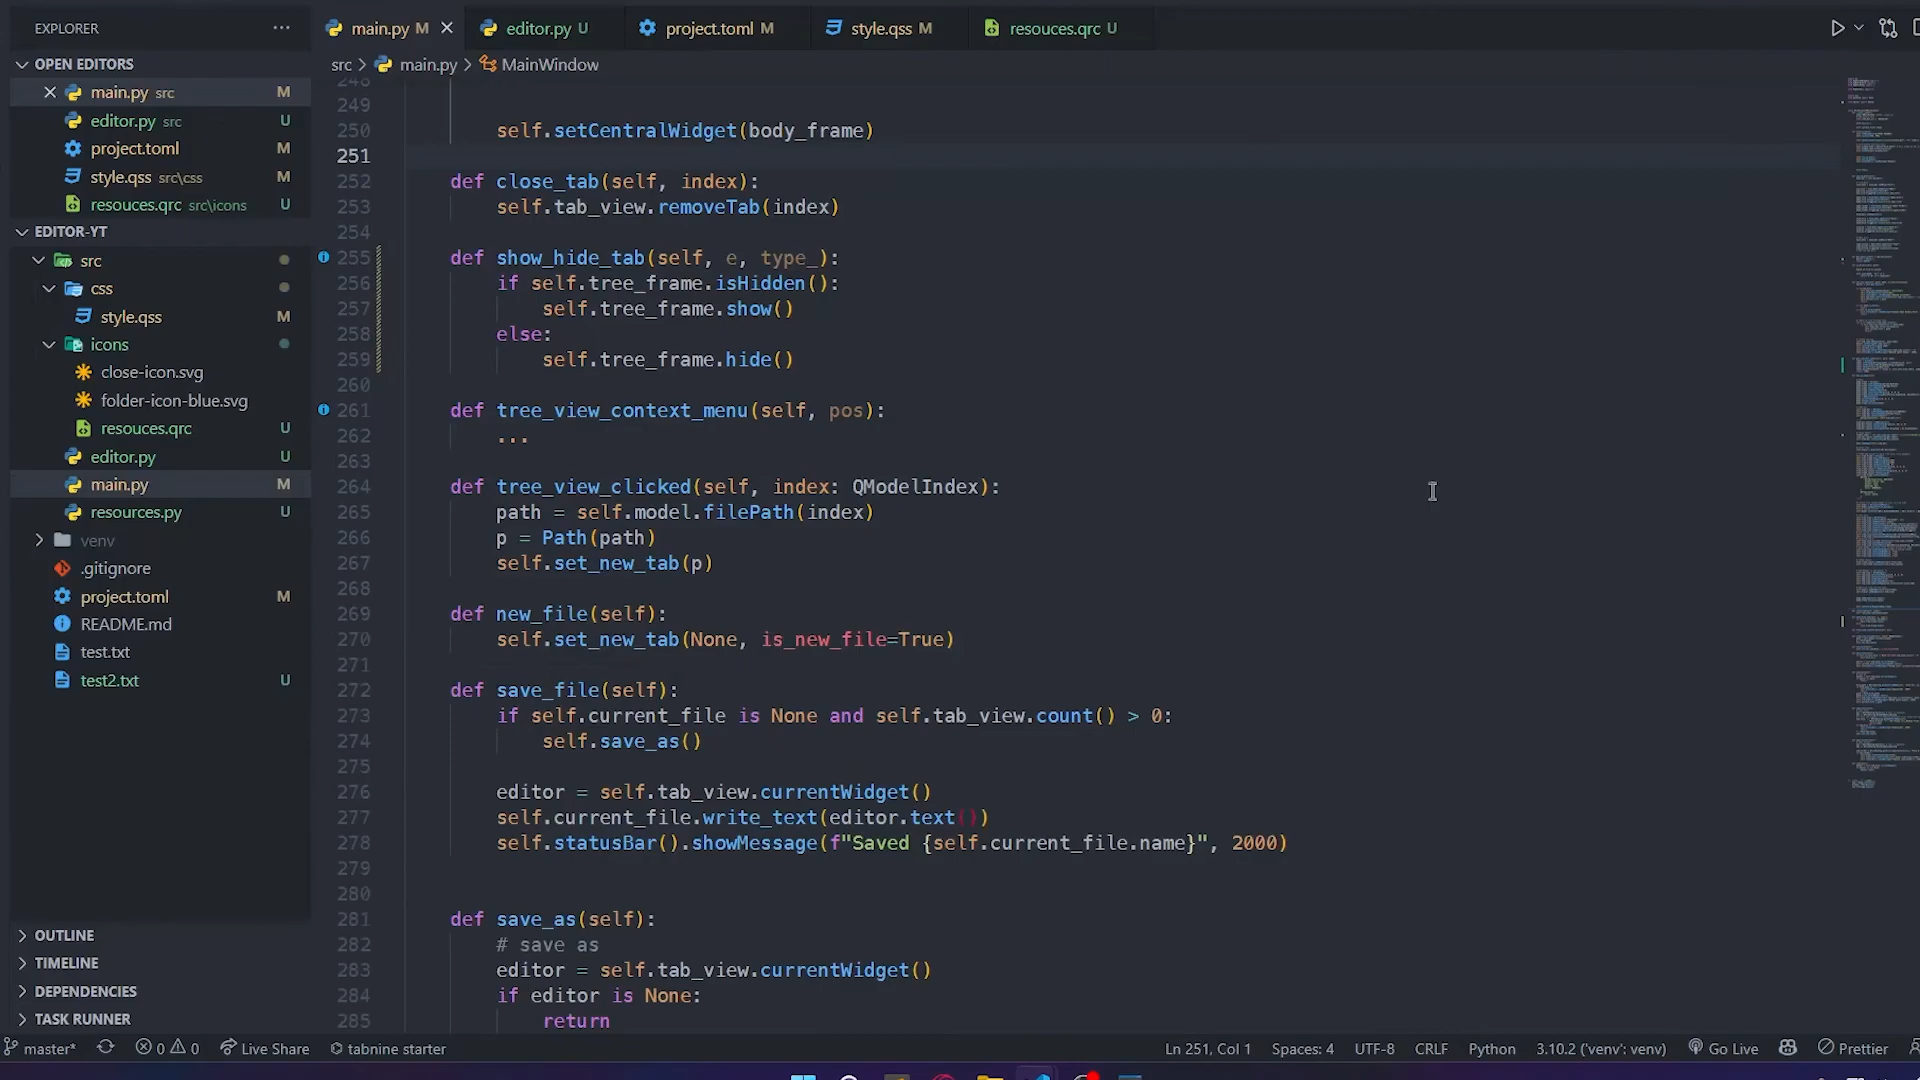 EXPLORER ···
OPEN EDITORS
main.py src M
editor.py src U
project.toml M
style.qss src\css M
resouces.qrc src\icons U
EDITOR-YT
src
css
style.qss M
icons
close-icon.svg
folder-icon-blue.svg
resouces.qrc U
editor.py U
main.py M
resources.py U
venv
.gitignore
project.toml M
README.md
test.txt
test2.txt U
OUTLINE
TIMELINE
DEPENDENCIES
TASK RUNNER
main.py M editor.py U project.toml M style.qss M resouces.qrc U
src > main.py > MainWindow
248
249
250 self.setCentralWidget(body_frame)
251
252 def close_tab(self, index):
253 self.tab_view.removeTab(index)
254
255 def show_hide_tab(self, e, type_):
256 if self.tree_frame.isHidden():
257 self.tree_frame.show()
258 else:
259 self.tree_frame.hide()
260
261 def tree_view_context_menu(self, pos):
262 ...
263
264 def tree_view_clicked(self, index: QModelIndex):
265 path = self.model.filePath(index)
266 p = Path(path)
267 self.set_new_tab(p)
268
269 def new_file(self):
270 self.set_new_tab(None, is_new_file=True)
271
272 def save_file(self):
273 if self.current_file is None and self.tab_view.count() > 0:
274 self.save_as()
275
276 editor = self.tab_view.currentWidget()
277 self.current_file.write_text(editor.text())
278 self.statusBar().showMessage(f"Saved {self.current_file.name}", 2000)
279
280
281 def save_as(self):
282 # save as
283 editor = self.tab_view.currentWidget()
284 if editor is None:
285 return
master* 0 0 Live Share tabnine starter Ln 251, Col 1 Spaces: 4 UTF-8 CRLF Python 3.10.2 ('venv': venv) Go Live Prettier